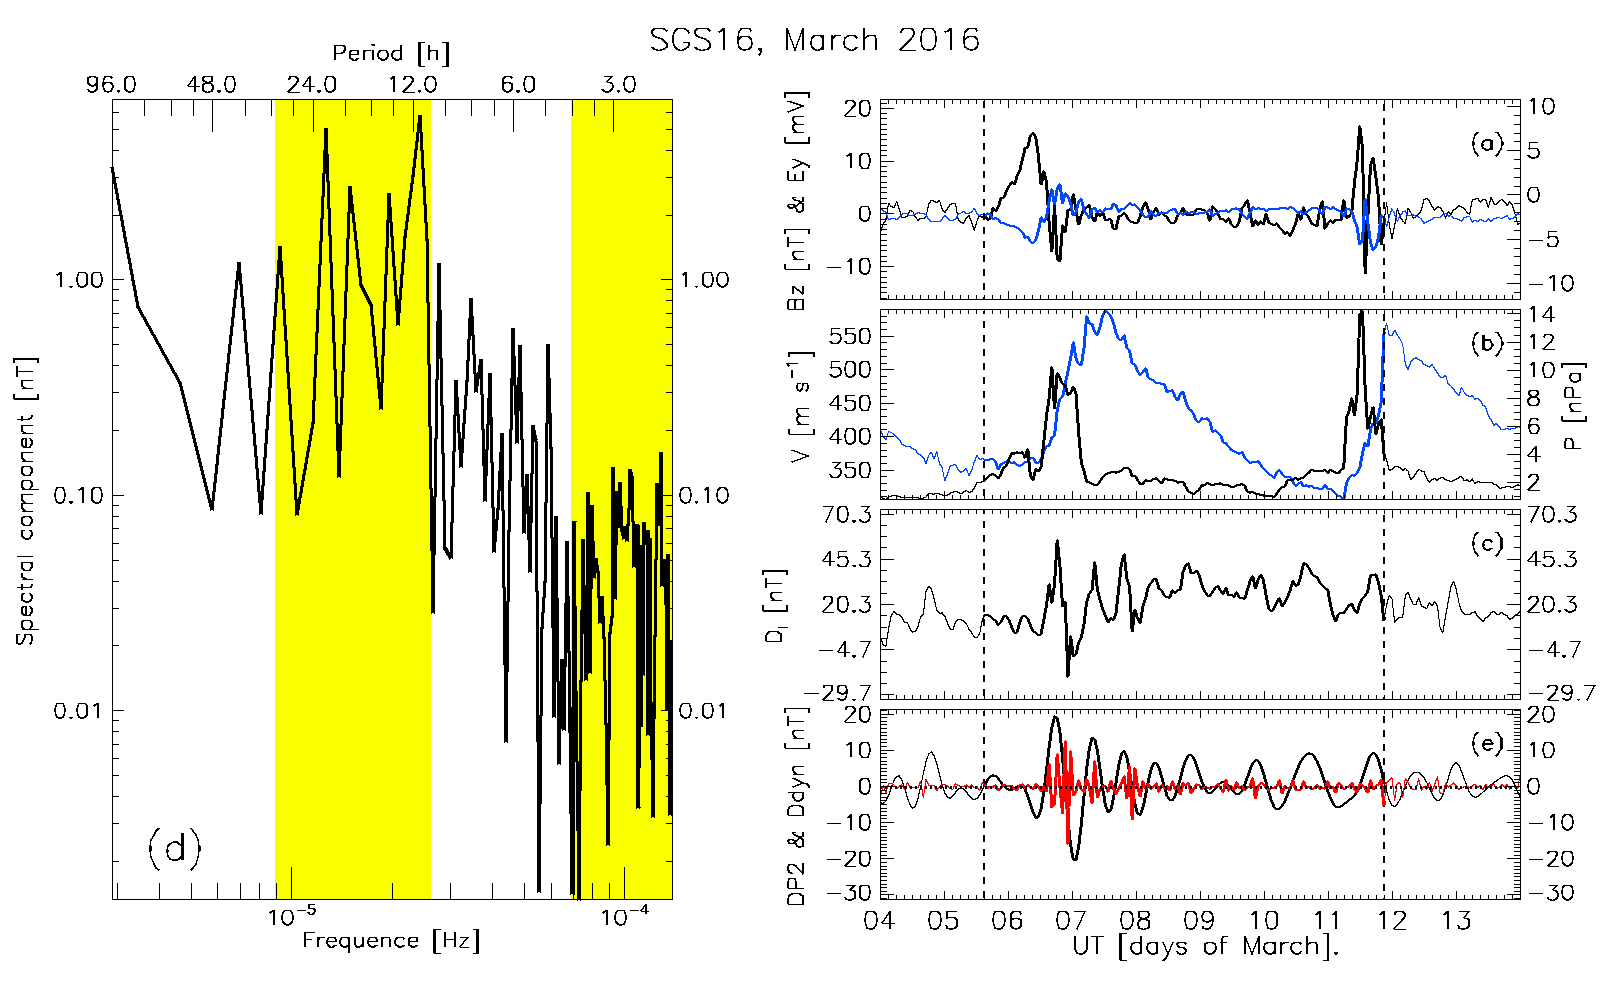 SGS16, March 2016
Period [h]
96.0 48.0 24.0 12.0 6.0 3.0
Spectral component [nT]
1.00
0.10
0.01
1.00
0.10
0.01
(d)
10⁻⁵ 10⁻⁴
Frequence [Hz]
Bz [nT] & Ey [mV]
20
10
0
−10
(a)
10
5
0
−5
−10
V [m s⁻¹]
550
500
450
400
350
(b)
14
12
10
8
6
4
2
P [nPa]
D_I [nT]
70.3
45.3
20.3
−4.7
−29.7
(c)
70.3
45.3
20.3
−4.7
−29.7
DP2 & Ddyn [nT]
20
10
0
−10
−20
−30
(e)
20
10
0
−10
−20
−30
04 05 06 07 08 09 10 11 12 13
UT [days of March].